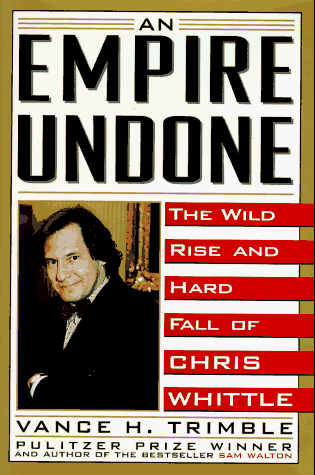 AN
EMPIRE
UNDONE
THE WILD
RISE AND
HARD
FALL OF
CHRIS
WHITTLE
VANCE H. TRIMBLE
PULITZER PRIZE WINNER
AND AUTHOR OF THE BESTSELLER SAM WALTON